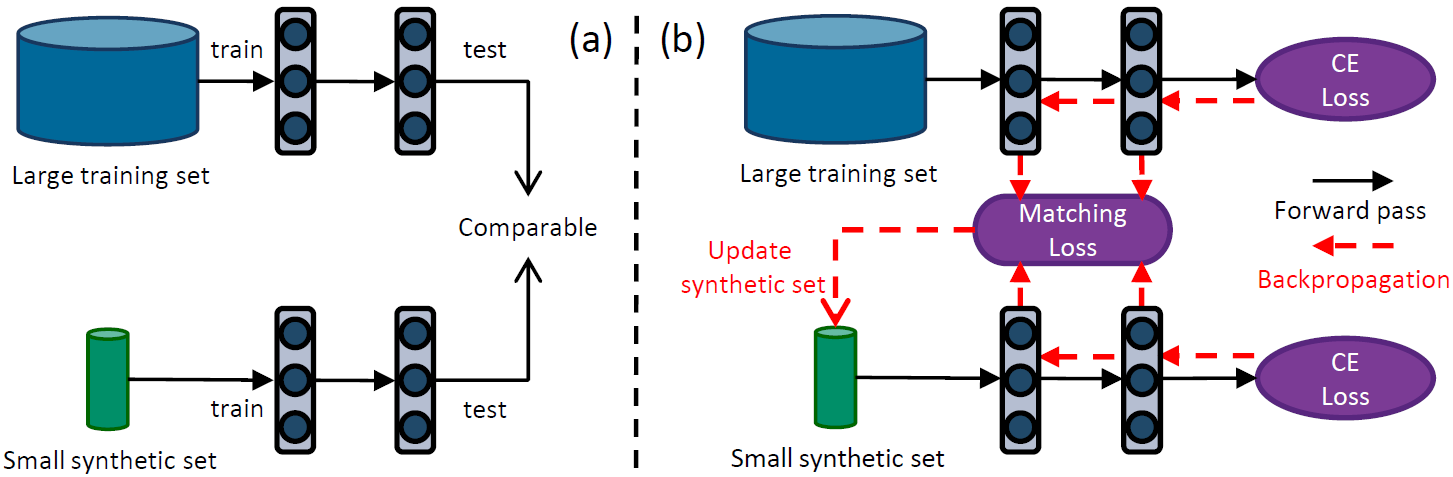 train
test
(a)
Large training set
Comparable
train
test
Small synthetic set
(b)
CE
Loss
Large training set
Matching
Loss
Forward pass
Update
synthetic set
Backpropagation
CE
Loss
Small synthetic set